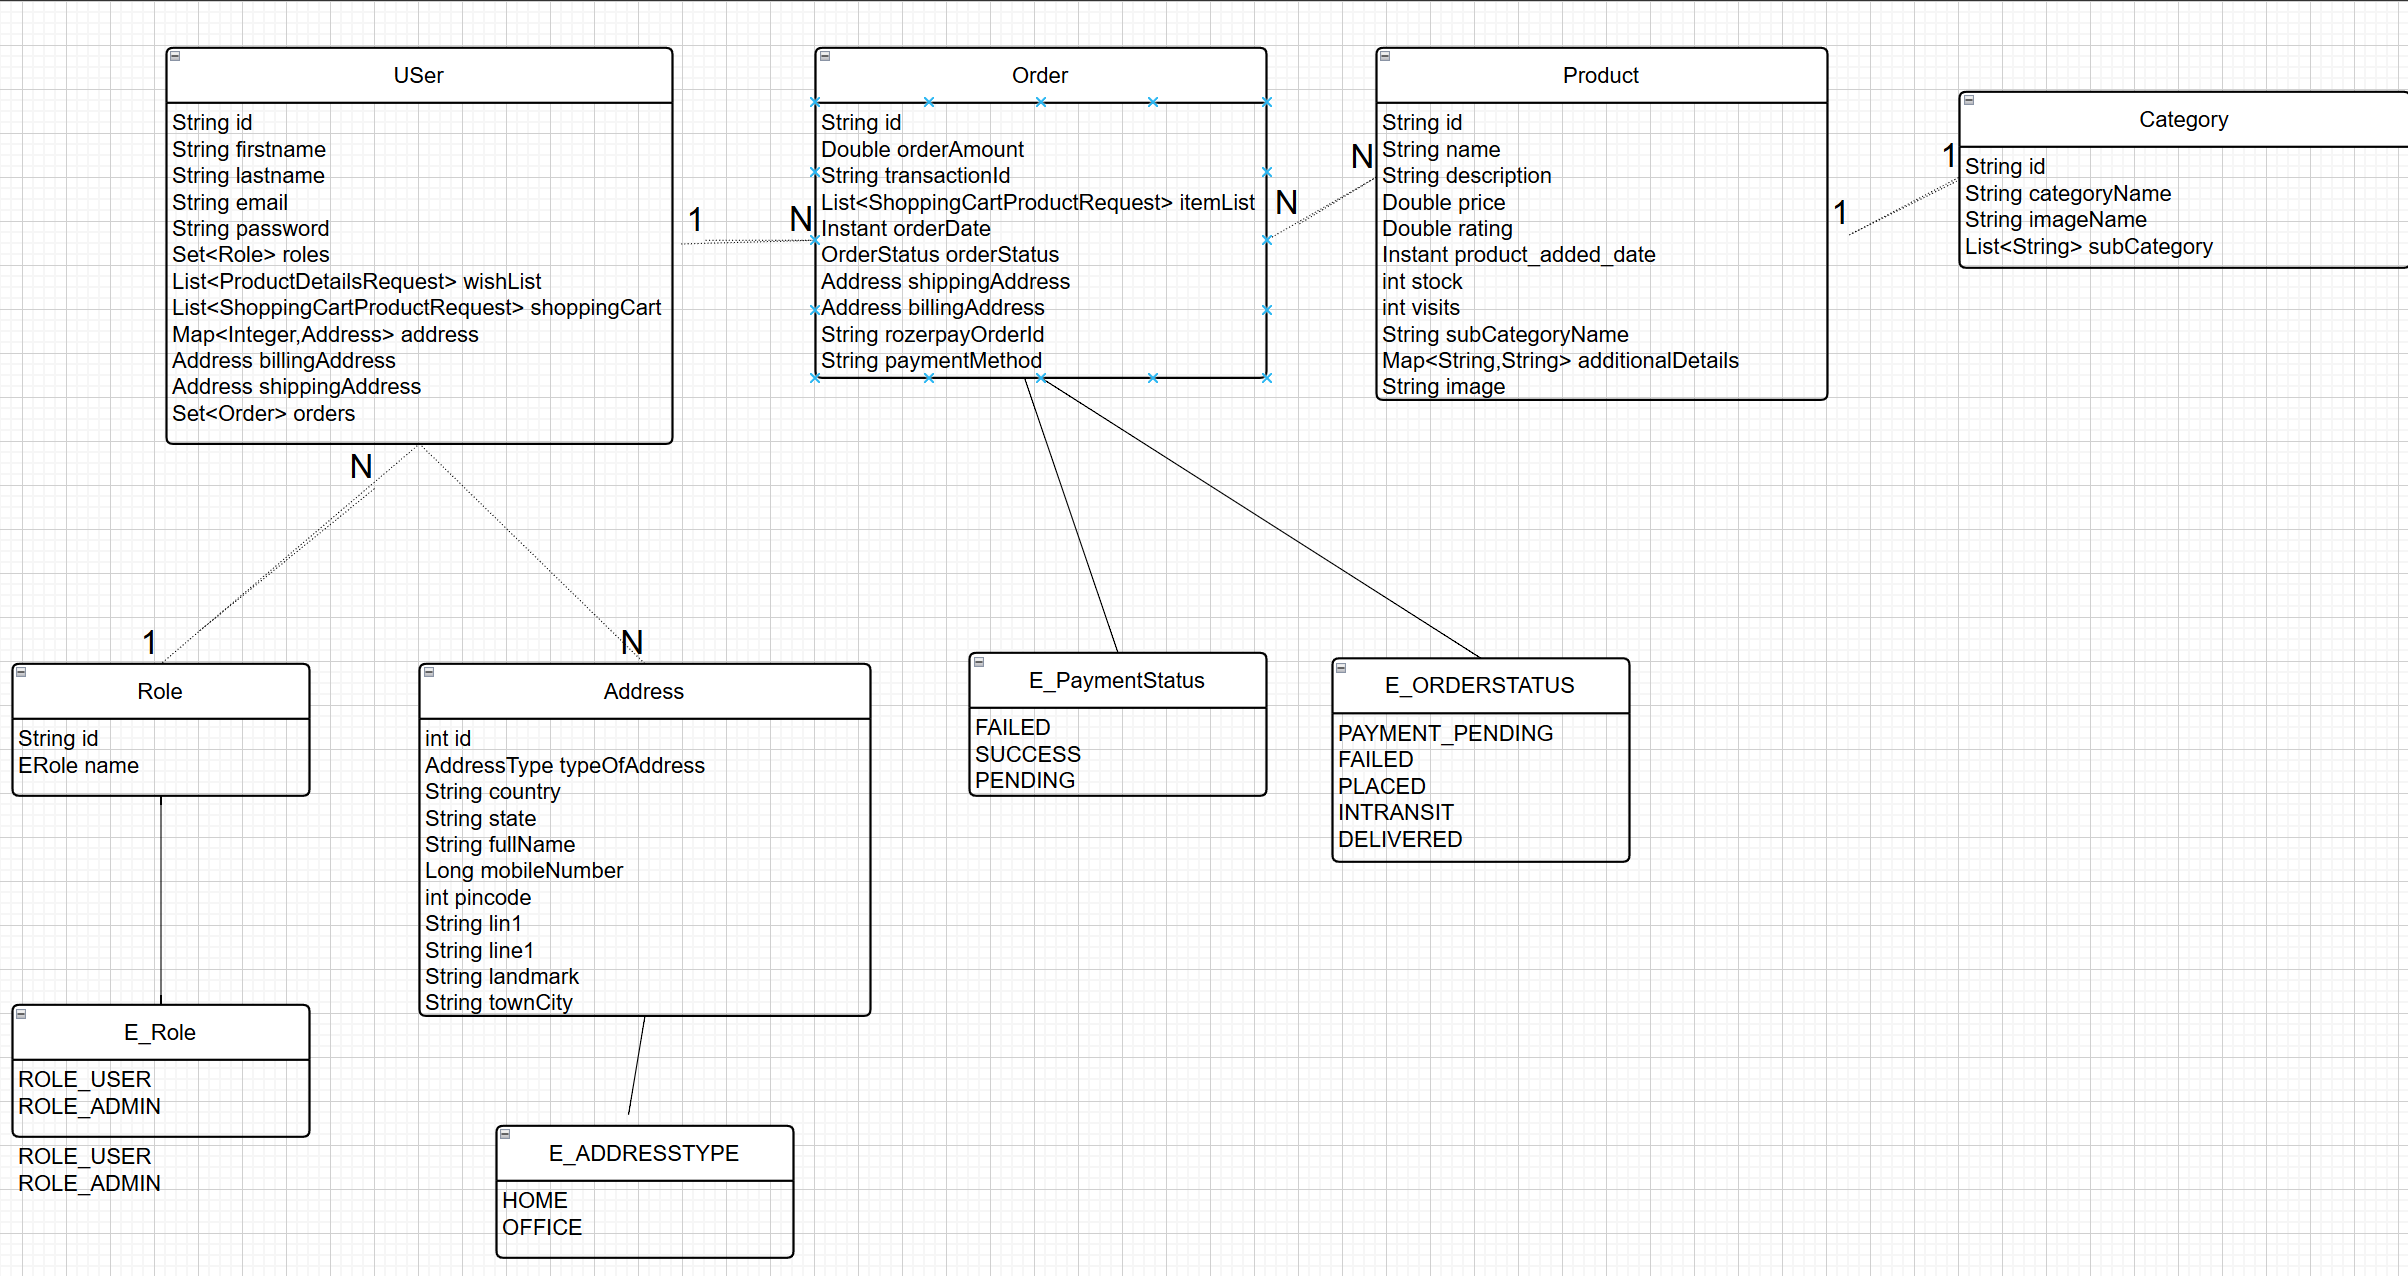 USer
String id
String firstname
String lastname
String email
String password
Set<Role> roles
List<ProductDetailsRequest> wishList
List<ShoppingCartProductRequest> shoppingCart
Map<Integer,Address> address
Address billingAddress
Address shippingAddress
Set<Order> orders
1
N
Order
String id
Double orderAmount
String transactionId
List<ShoppingCartProductRequest> itemList
Instant orderDate
OrderStatus orderStatus
Address shippingAddress
Address billingAddress
String rozerpayOrderId
String paymentMethod
N
N
Product
String id
String name
String description
Double price
Double rating
Instant product_added_date
int stock
int visits
String subCategoryName
Map<String,String> additionalDetails
String image
1
1
Category
String id
String categoryName
String imageName
List<String> subCategory
N
1
N
Role
String id
ERole name
Address
int id
AddressType typeOfAddress
String country
String state
String fullName
Long mobileNumber
int pincode
String lin1
String line1
String landmark
String townCity
E_PaymentStatus
FAILED
SUCCESS
PENDING
E_ORDERSTATUS
PAYMENT_PENDING
FAILED
PLACED
INTRANSIT
DELIVERED
E_Role
ROLE_USER
ROLE_ADMIN
ROLE_USER
ROLE_ADMIN
E_ADDRESSTYPE
HOME
OFFICE